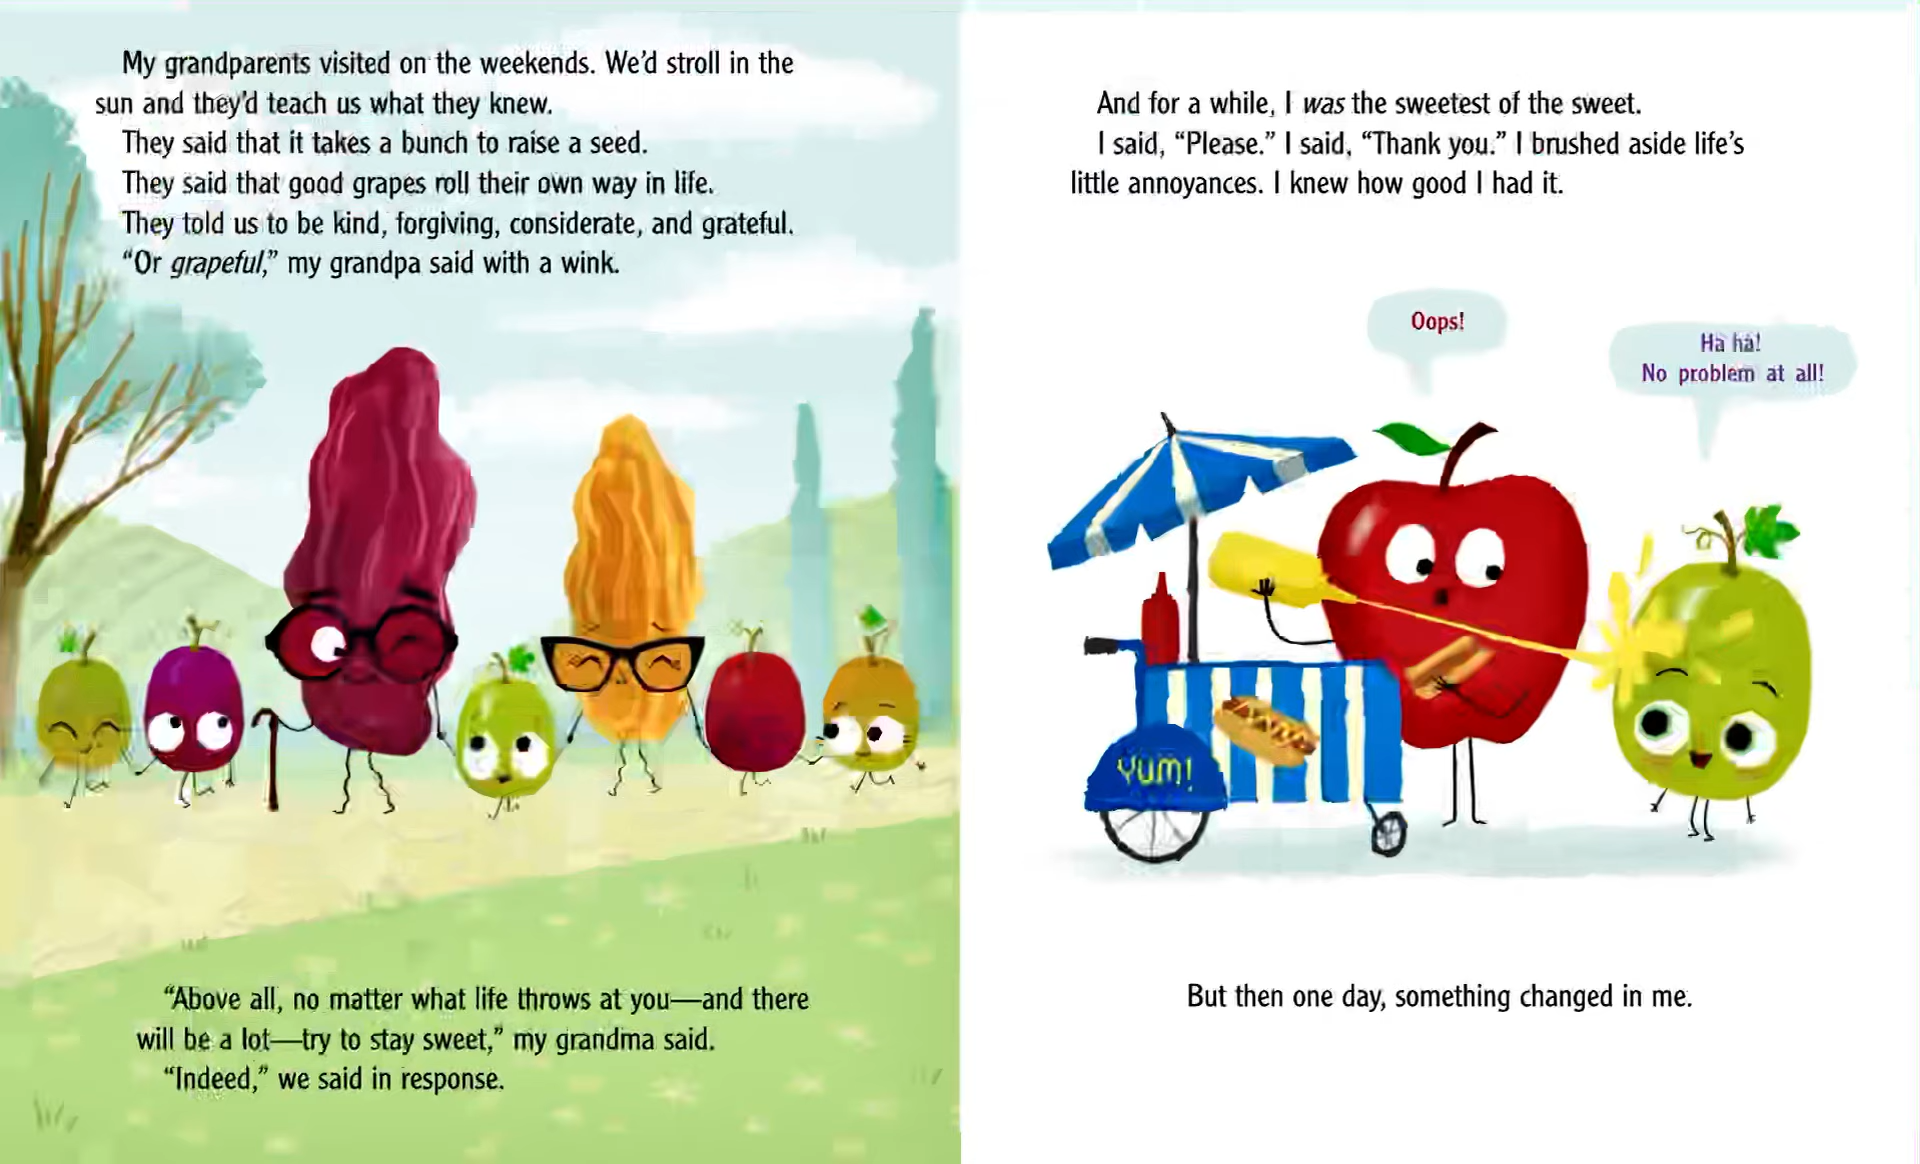 My grandparents visited on the weekends. We'd stroll in the
sun and they'd teach us what they knew.
They said that it takes a bunch to raise a seed.
They said that good grapes roll their own way in life.
They told us to be kind, forgiving, considerate, and grateful.
“Or grapeful,” my grandpa said with a wink.
“Above all, no matter what life throws at you—and there
will be a lot—try to stay sweet,” my grandma said.
“Indeed,” we said in response.
And for a while, I was the sweetest of the sweet.
I said, “Please.” I said, “Thank you.” I brushed aside life's
little annoyances. I knew how good I had it.
Oops!
Ha ha!
No problem at all!
Yum!
But then one day, something changed in me.